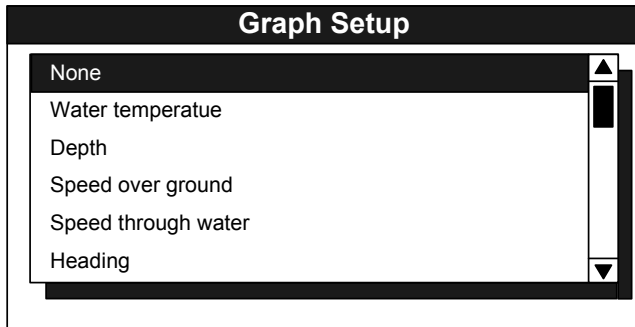 Graph Setup
None
Water temperatue
Depth
Speed over ground
Speed through water
Heading